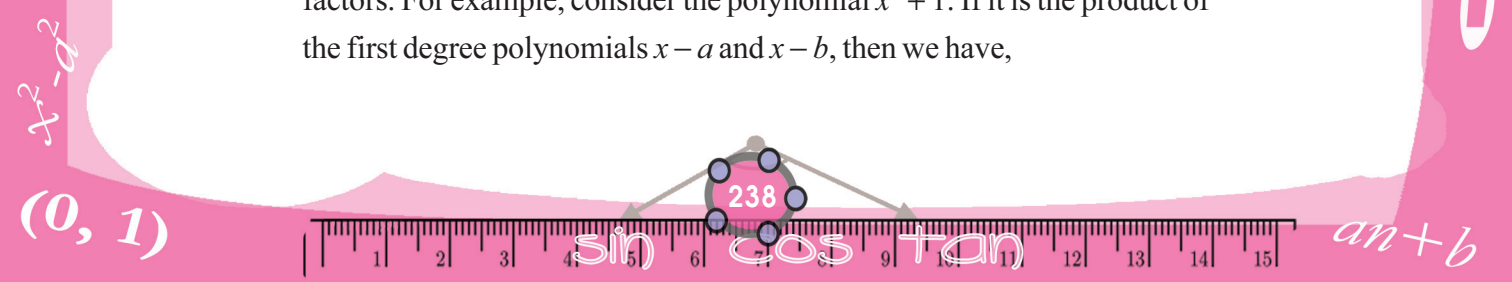 factors. For example, consider the polynomial x + 1. If it is the product of
the first degree polynomials x – a and x – b, then we have,
x² -a²
(0, 1)
238
sin cos tan
1 2 3 4 5 6 7 8 9 10 11 12 13 14 15
an+b